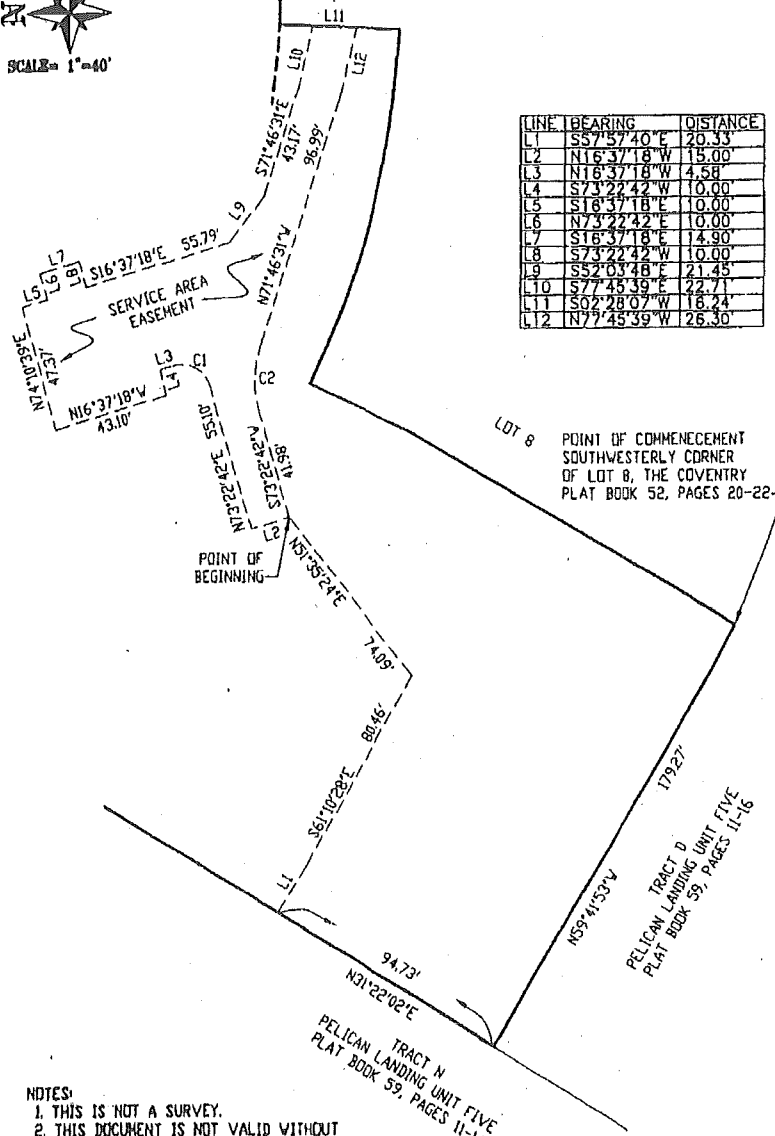 N
SCALE= 1"=40'
L11
L10
L12
S71°46'31"E
43.17'
96.99'
N71°46'31"W
L9
S16°37'18"E 55.79'
L7
L8
L6
L5
SERVICE AREA
EASEMENT
N74°10'39"E
47.37'
L3
L4
C1
N16°37'18"W
43.10'
C2
N73°22'42"E 55.10'
S73°22'42"W
41.98'
L2
POINT OF
BEGINNING
N51°35'24"E
74.09'
80.46'
S61°10'28"E
L1
LINE BEARING DISTANCE
L1 S57°57'40"E 20.33'
L2 N16°37'18"W 15.00'
L3 N16°37'18"W 4.58'
L4 S73°22'42"W 10.00'
L5 S16°37'18"E 10.00'
L6 N73°22'42"E 10.00'
L7 S16°37'18"E 14.90'
L8 S73°22'42"W 10.00'
L9 S52°03'48"E 21.45'
L10 S77°45'39"E 22.71'
L11 S02°28'07"W 16.24'
L12 N77°45'39"W 26.30'
LOT 8
POINT OF COMMENECEMENT
SOUTHWESTERLY CORNER
OF LOT 8, THE COVENTRY
PLAT BOOK 52, PAGES 20-22-
179.27'
N59°41'53"W
TRACT D
PELICAN LANDING UNIT FIVE
PLAT BOOK 59, PAGES 11-16
94.73'
N31°22'02"E
TRACT N
PELICAN LANDING UNIT FIVE
PLAT BOOK 59, PAGES 11-1
NOTES:
1. THIS IS NOT A SURVEY.
2. THIS DOCUMENT IS NOT VALID WITHOUT